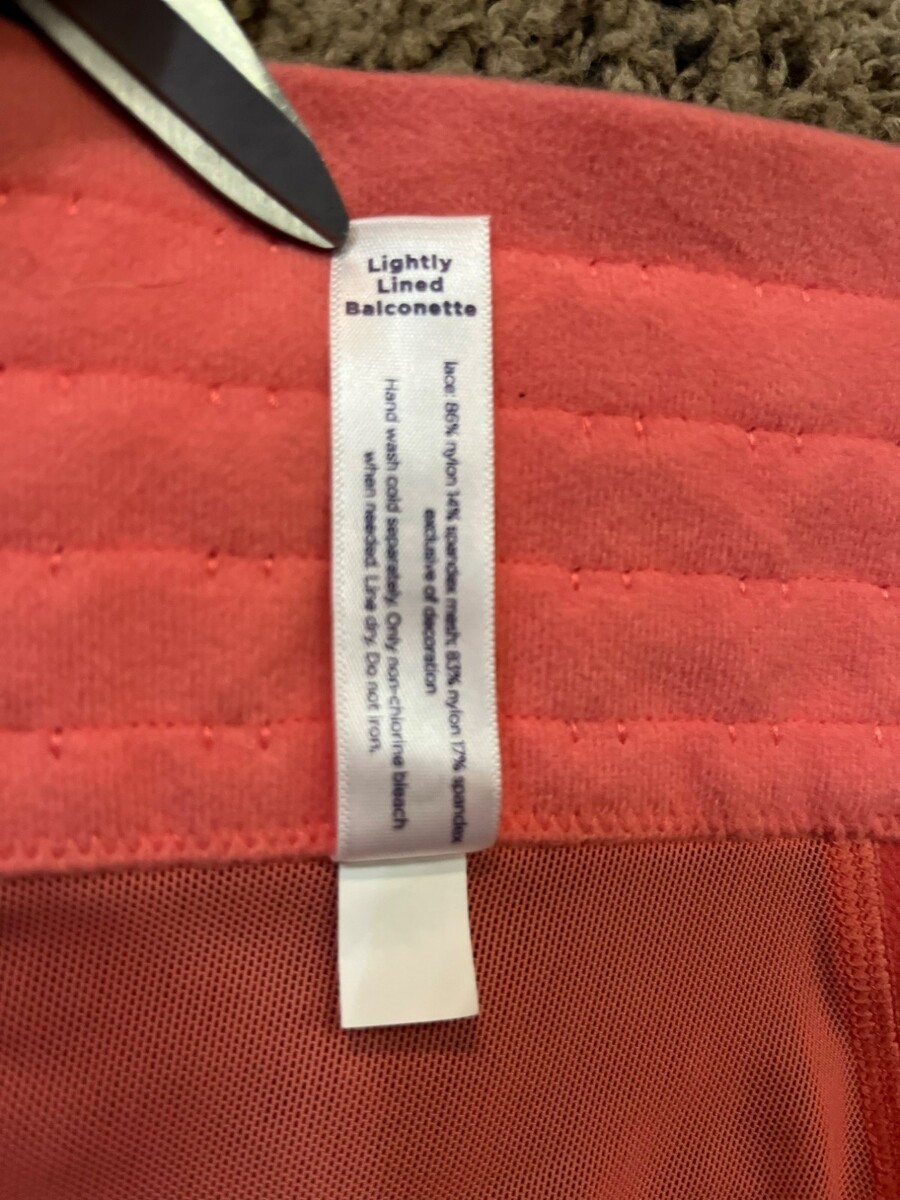 Lightly
Lined
Balconette
lace: 86% nylon 14% spandex mesh: 83% nylon 17% spandex
exclusive of decoration
Hand wash cold separately. Only non-chlorine bleach
when needed. Line dry. Do not iron.